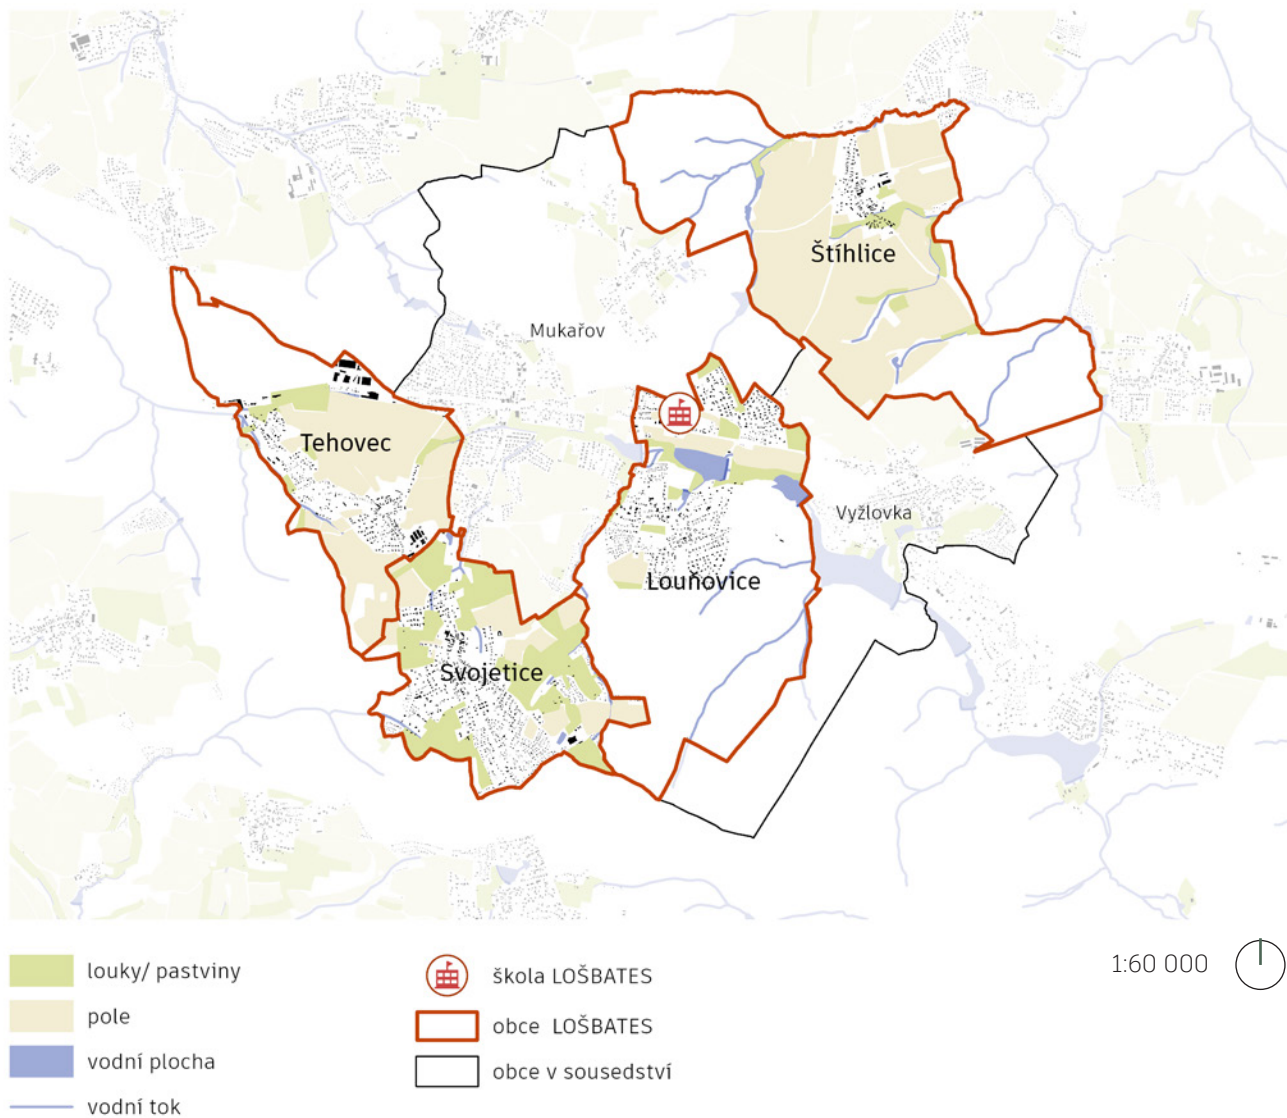 Štíhlice
Mukařov
Tehovec
Vyžlovka
Louňovice
Svojetice
louky/ pastviny
pole
vodní plocha
vodní tok
škola LOŠBATES
obce LOŠBATES
obce v sousedství
1:60 000